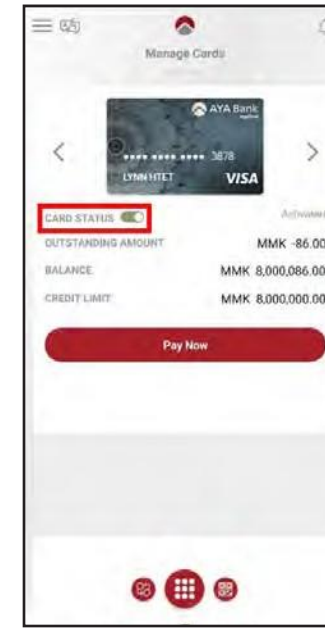 Manage Cards
AYA Bank
•••• •••• •••• 3878
LYNN HTET
VISA
CARD STATUS
Activated
OUTSTANDING AMOUNT
MMK -86.00
BALANCE
MMK 8,000,086.00
CREDIT LIMIT
MMK 8,000,000.00
Pay Now